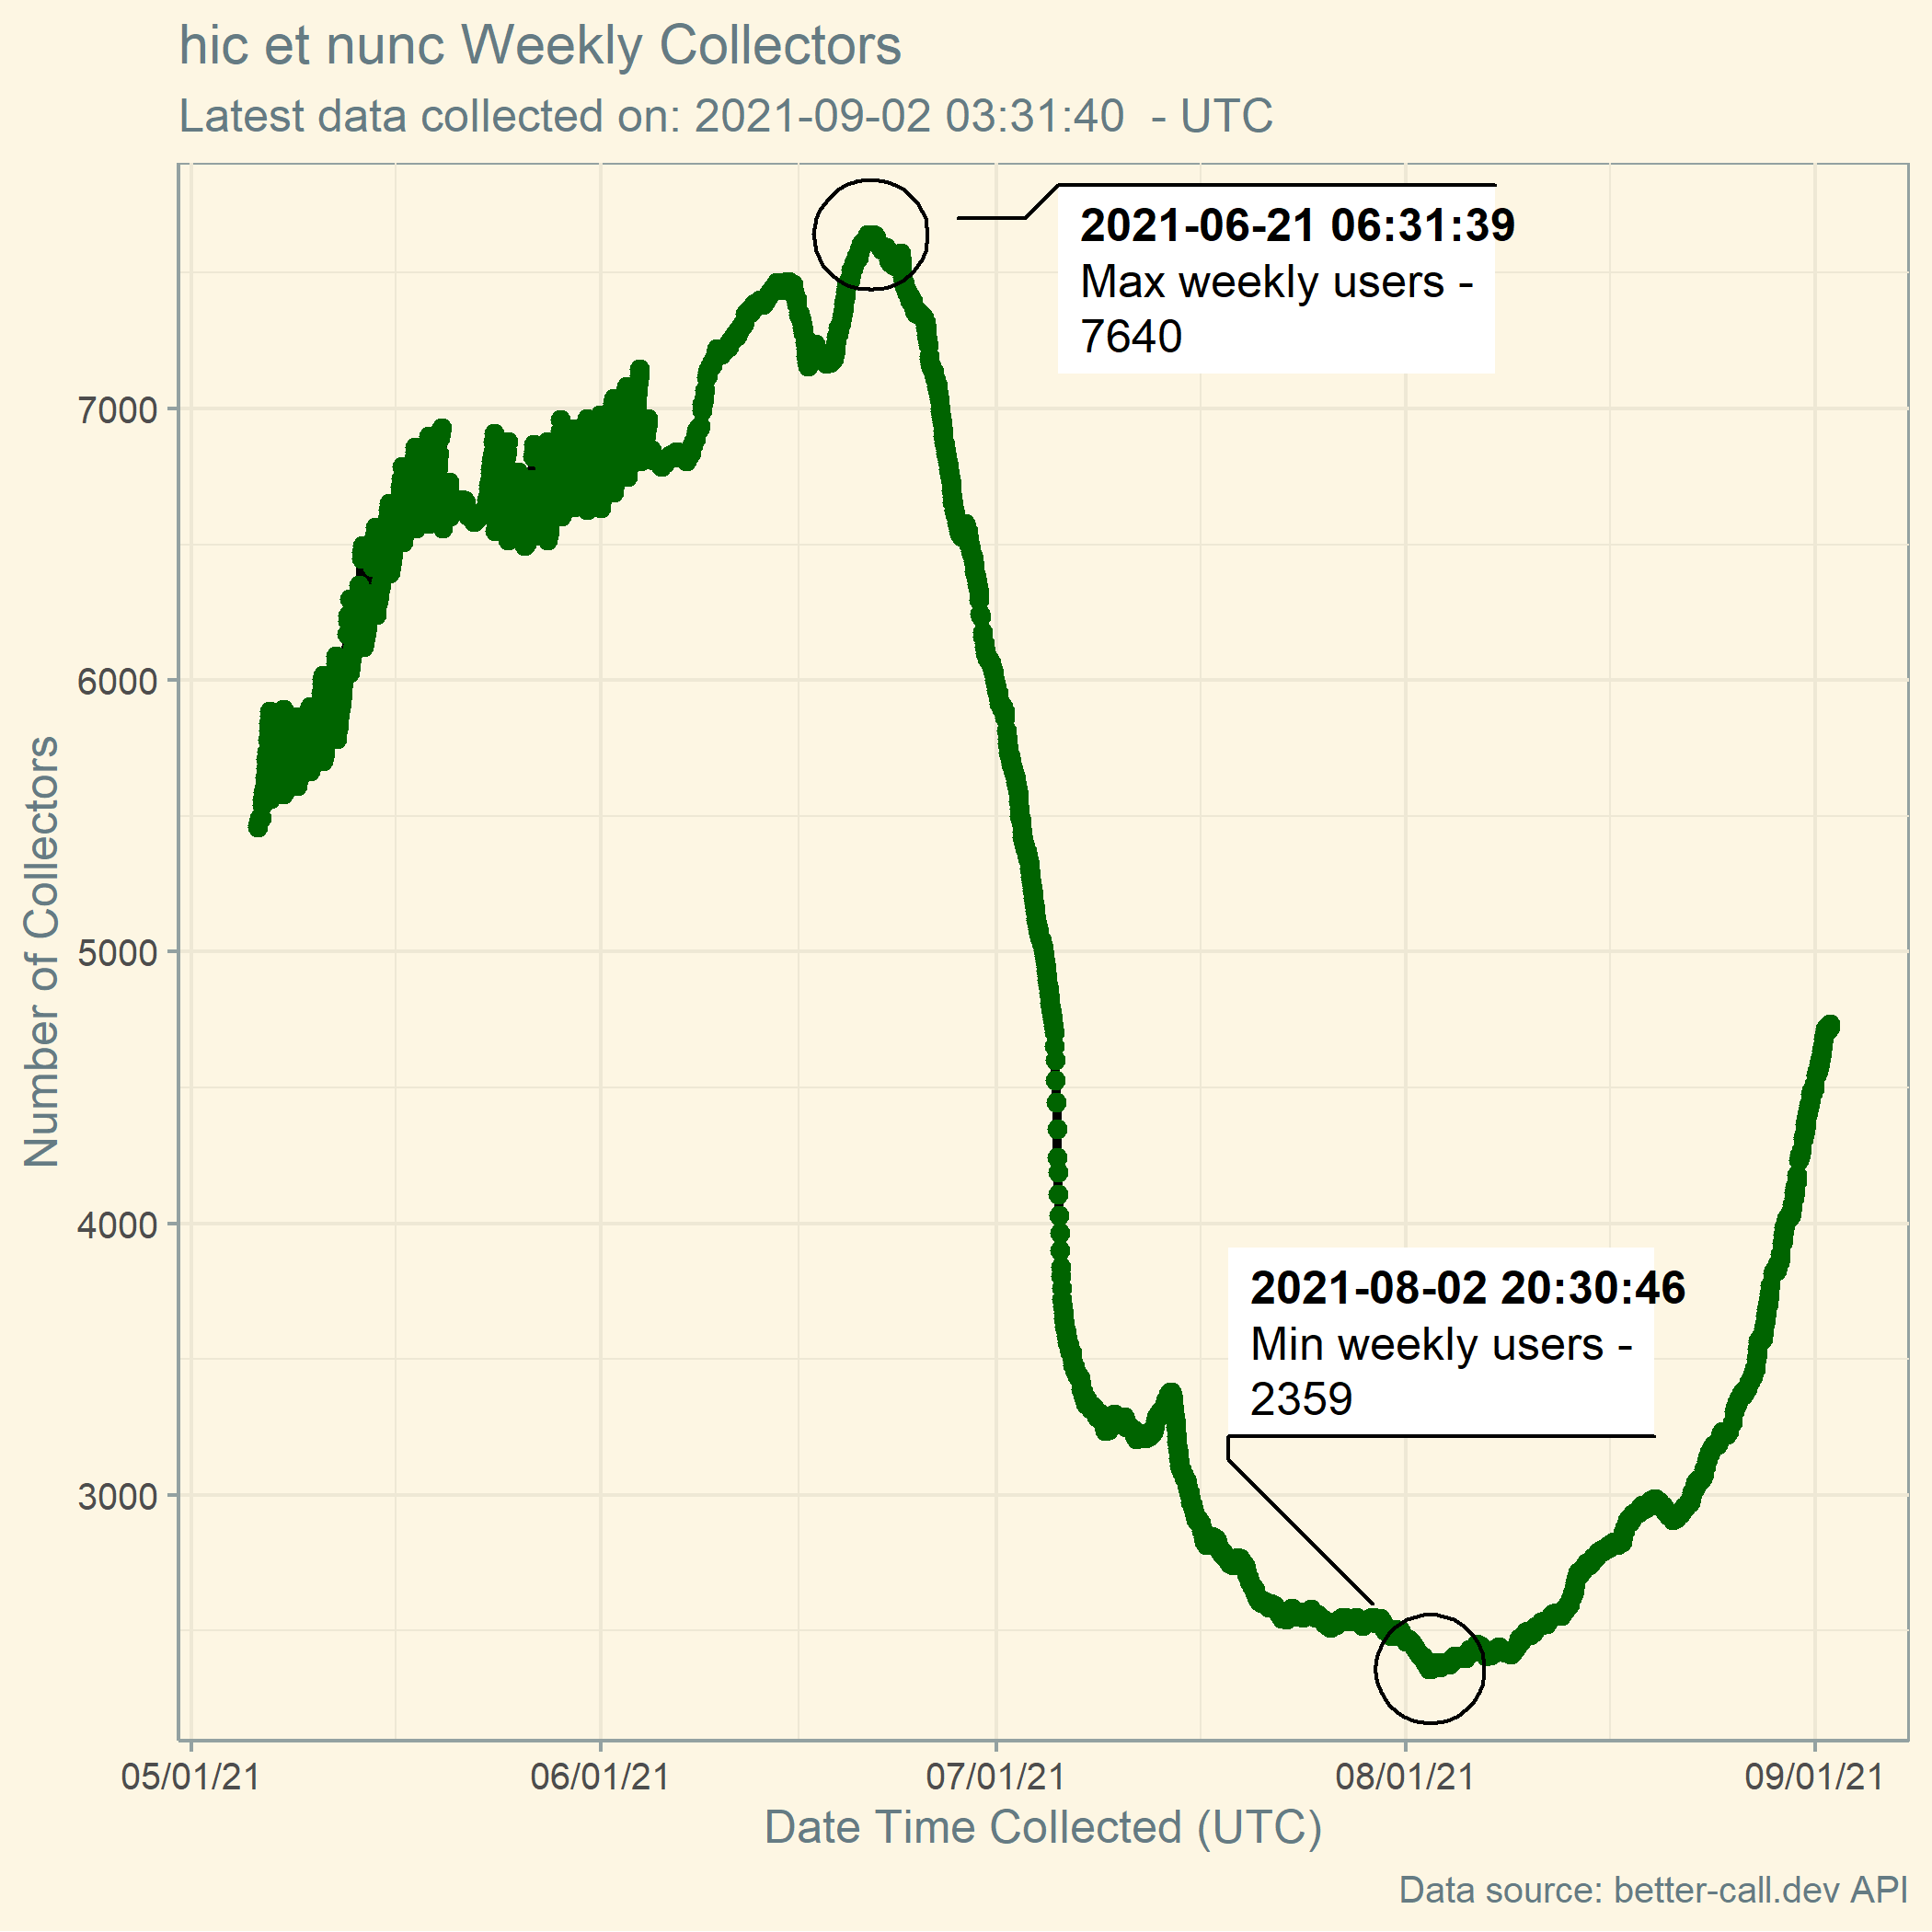 hic et nunc Weekly Collectors
Latest data collected on: 2021-09-02 03:31:40  - UTC
2021-06-21 06:31:39
Max weekly users -
7640
7000
6000
5000
4000
3000
Number of Collectors
2021-08-02 20:30:46
Min weekly users -
2359
05/01/21
06/01/21
07/01/21
08/01/21
09/01/21
Date Time Collected (UTC)
Data source: better-call.dev API